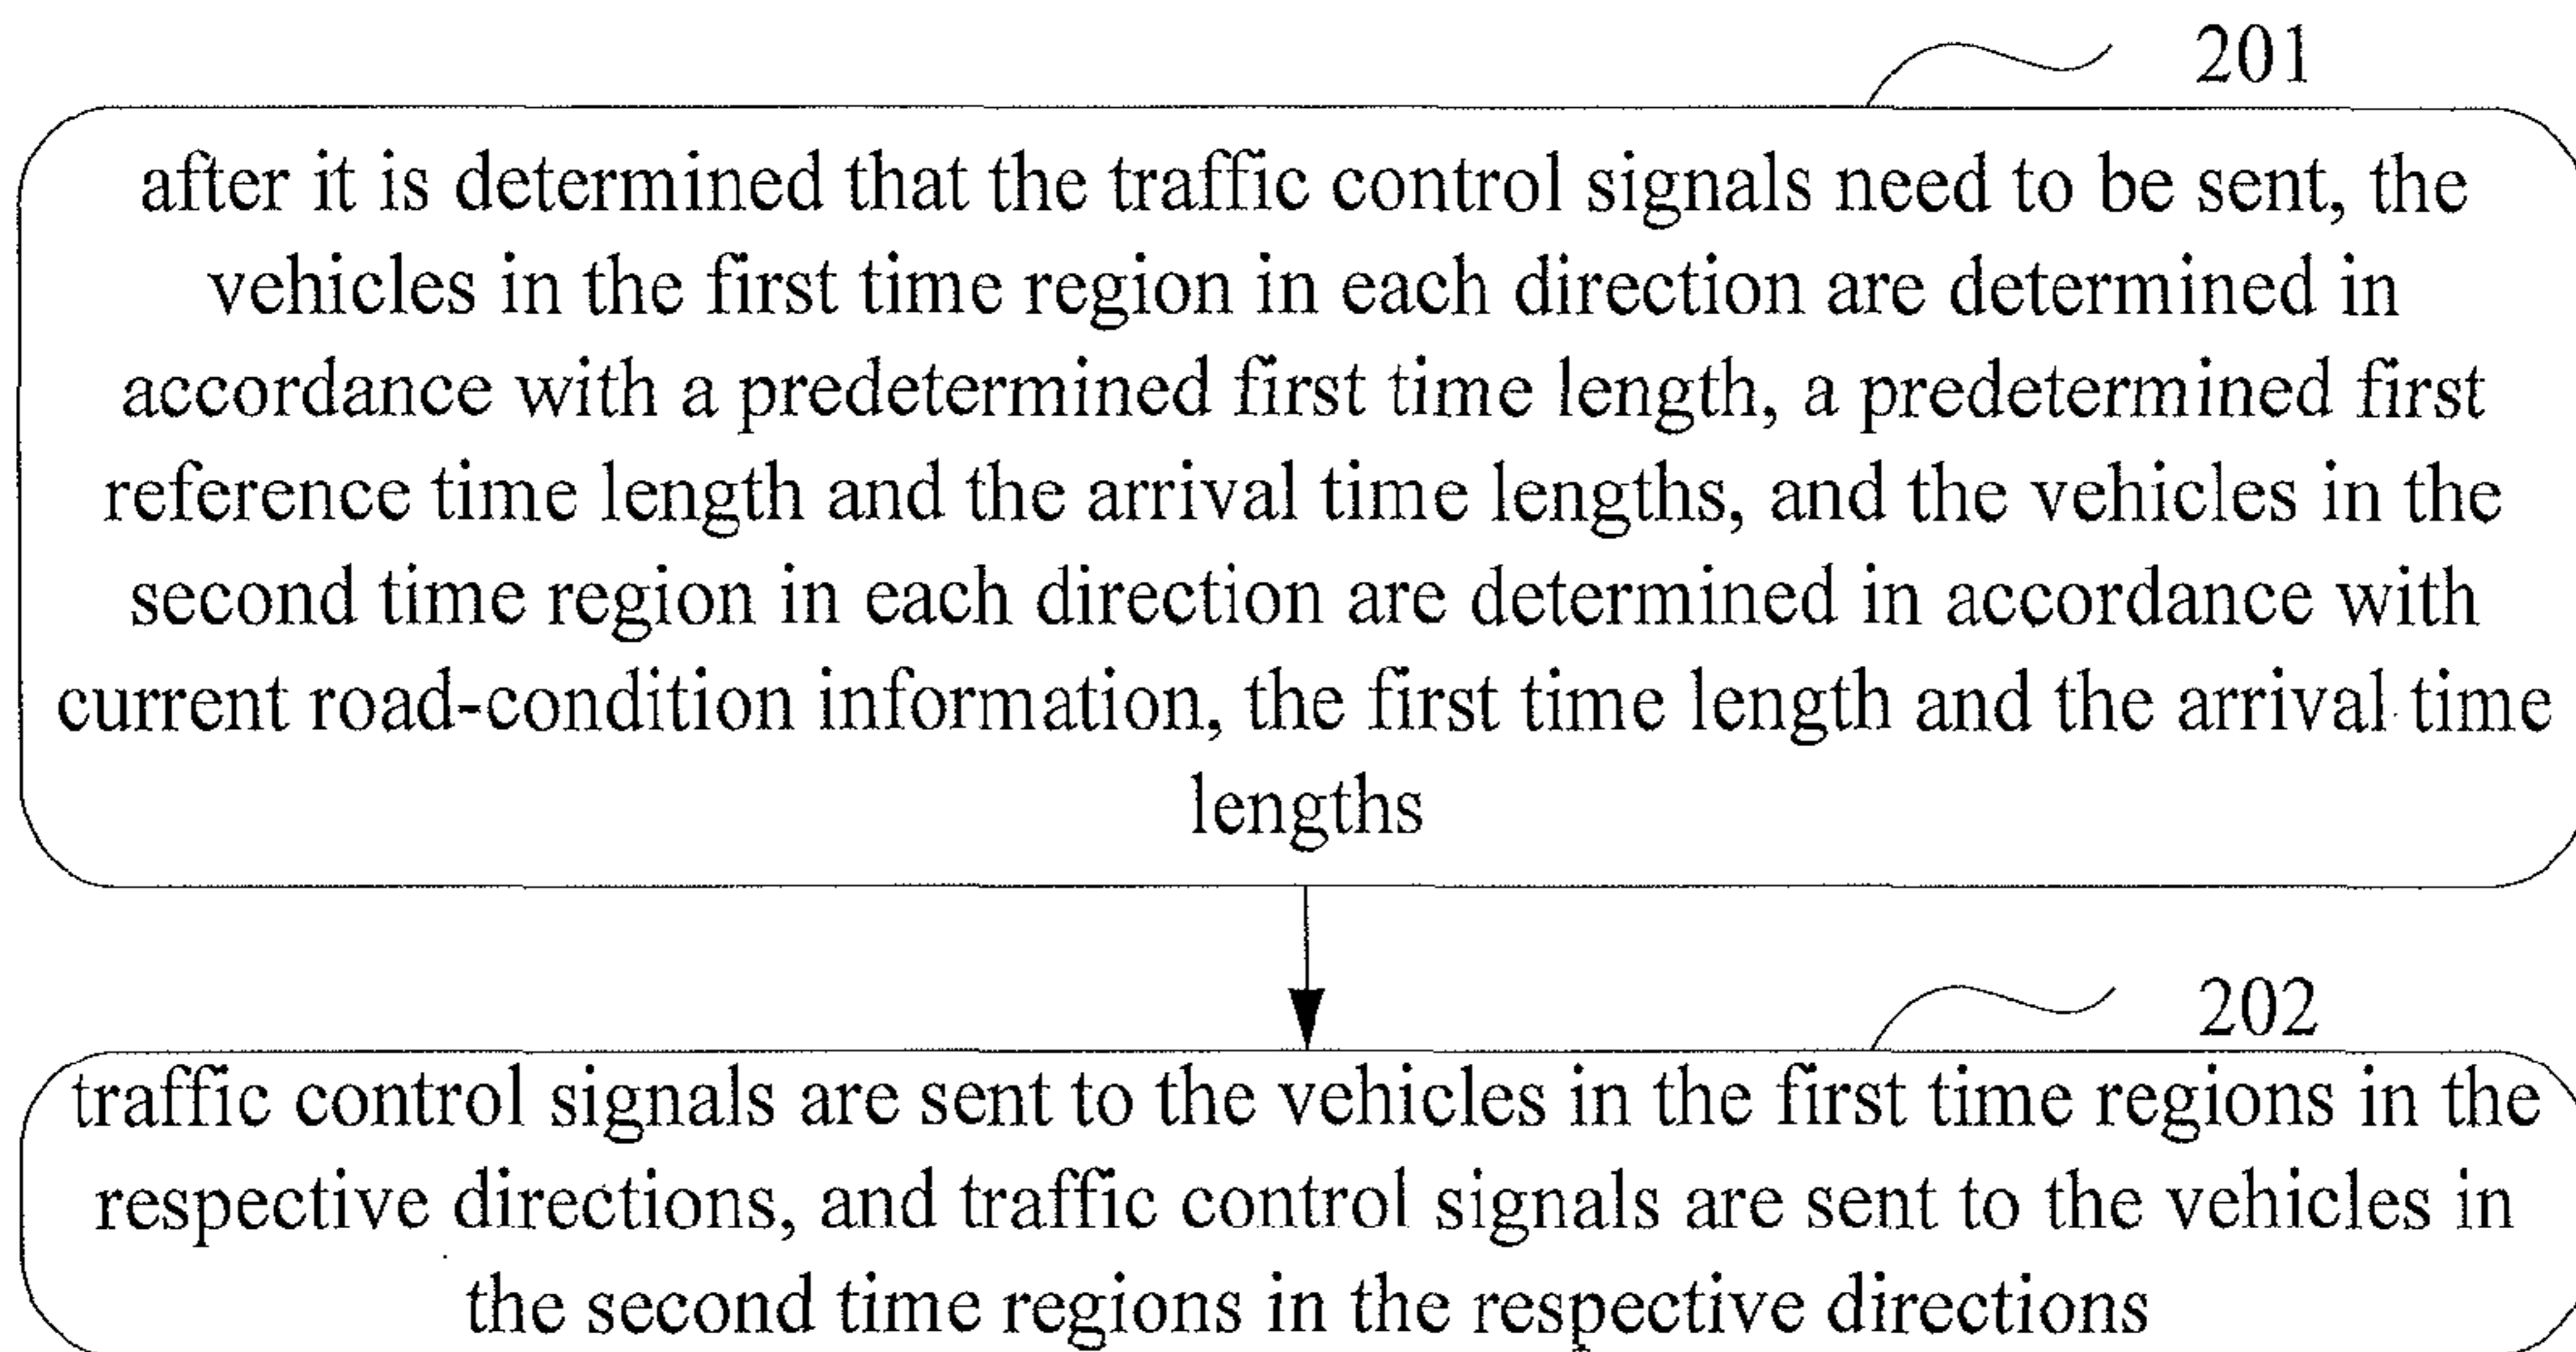 201
after it is determined that the traffic control signals need to be sent, the
vehicles in the first time region in each direction are determined in
accordance with a predetermined first time length, a predetermined first
reference time length and the arrival time lengths, and the vehicles in the
second time region in each direction are determined in accordance with
current road-condition information, the first time length and the arrival time
lengths
202
traffic control signals are sent to the vehicles in the first time regions in the
respective directions, and traffic control signals are sent to the vehicles in
the second time regions in the respective directions